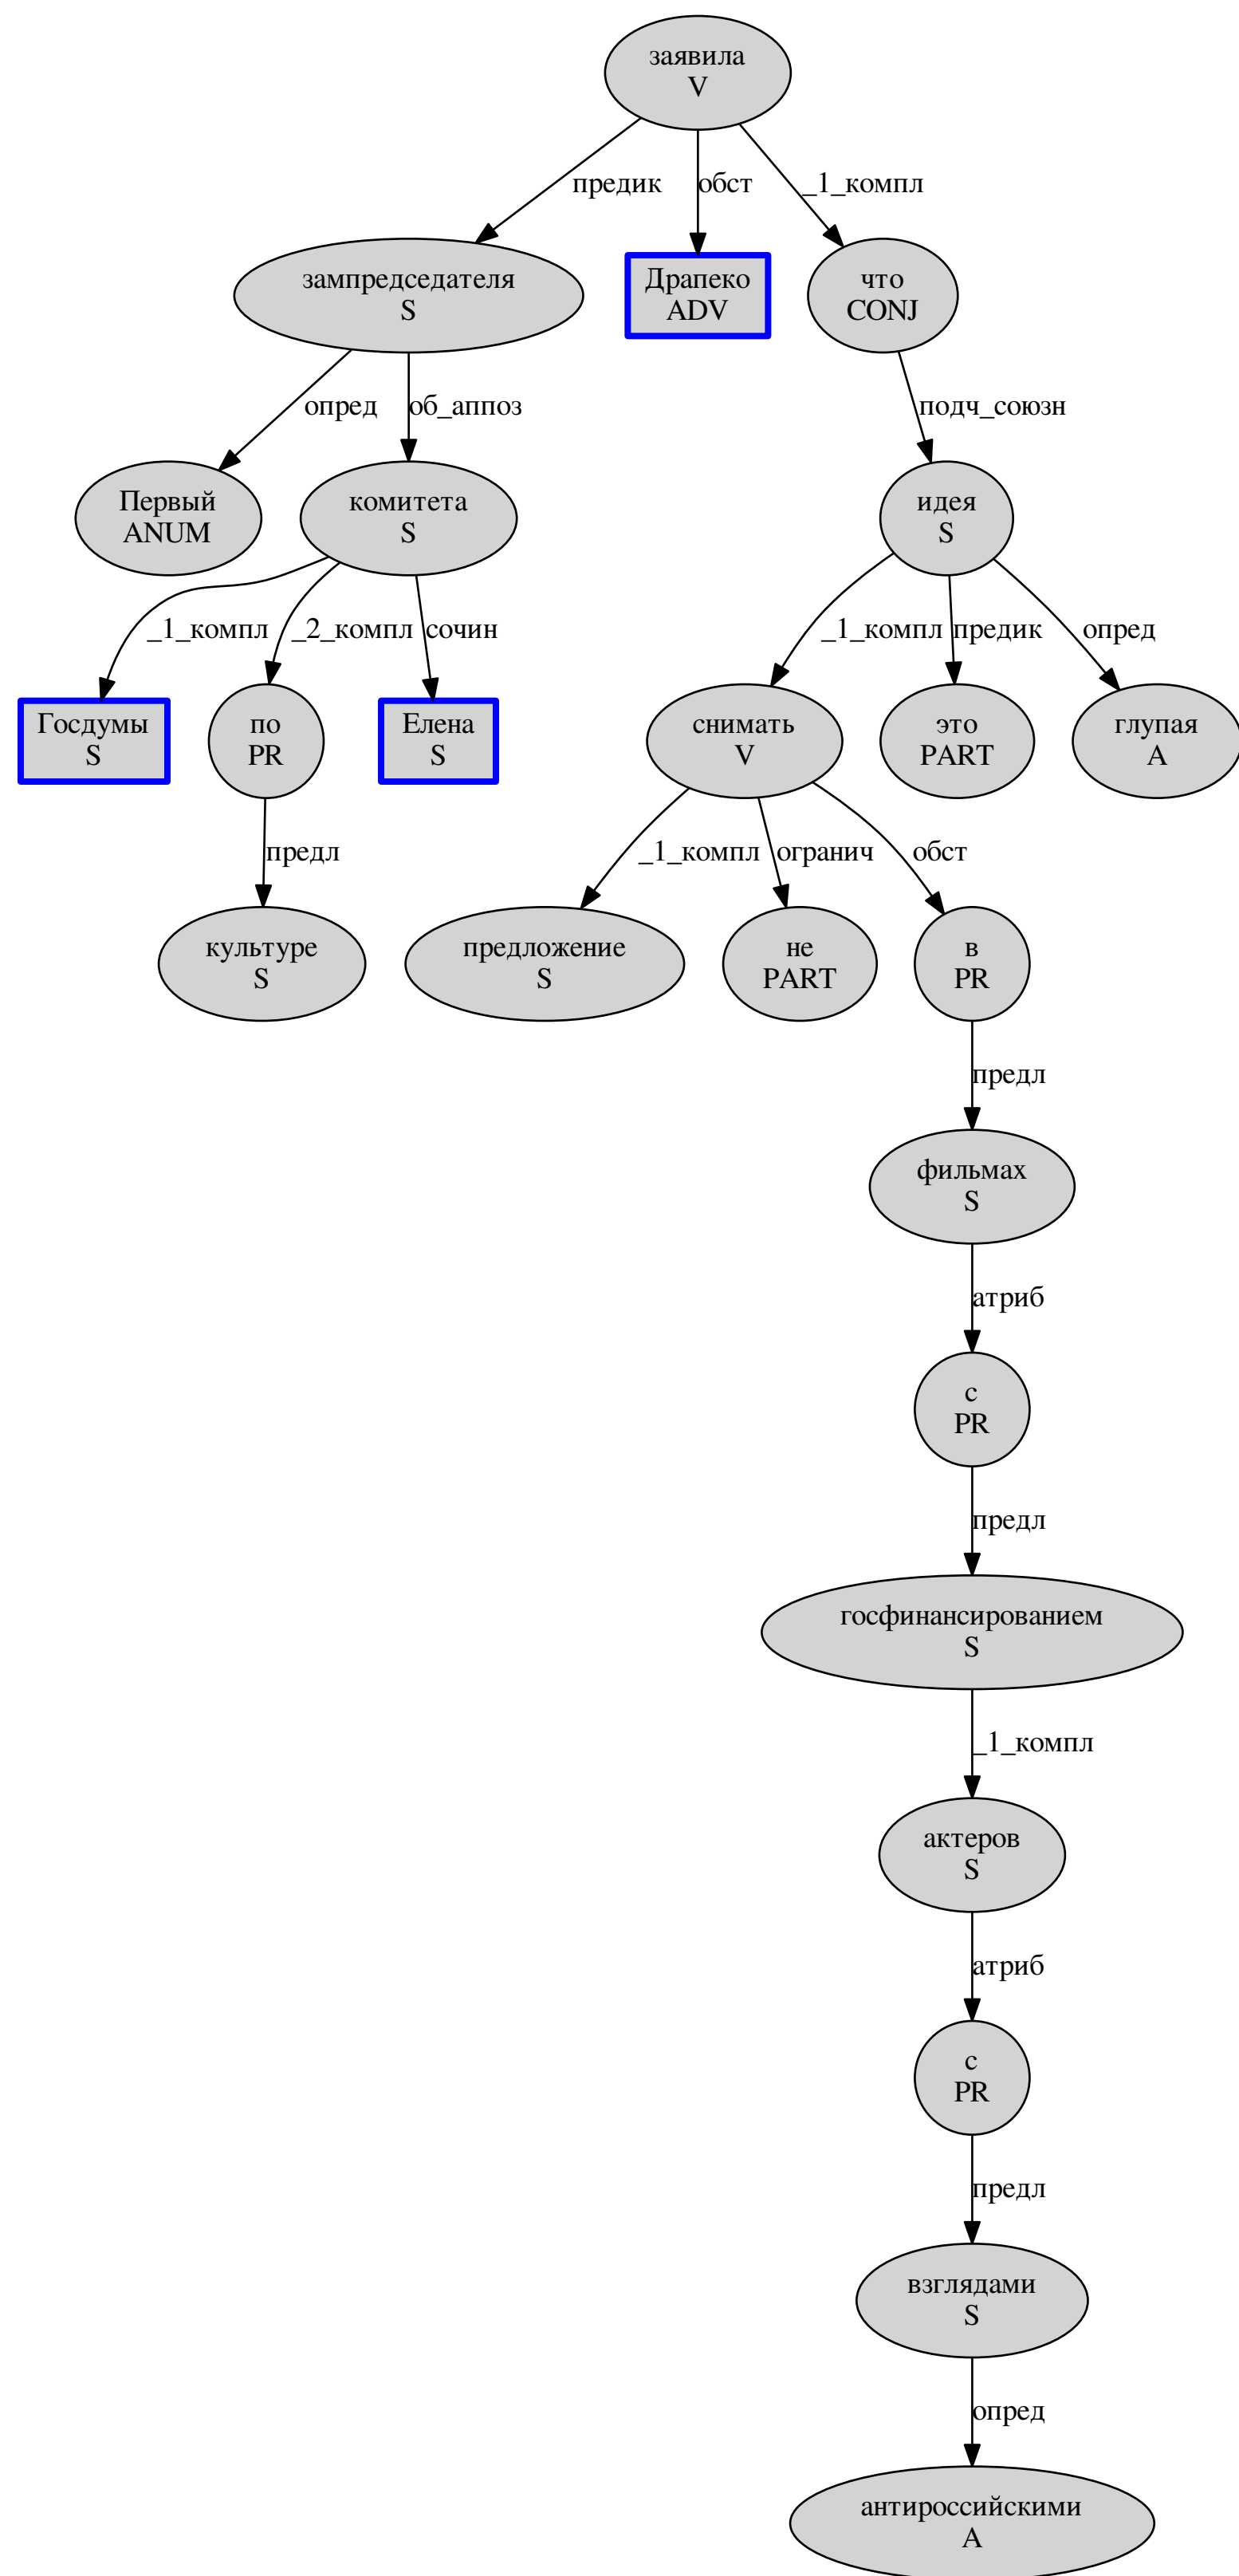 заявила
V
предик
обст
_1_компл
зампредседателя
S
Драпеко
ADV
что
CONJ
опред
об_аппоз
подч_союзн
Первый
ANUM
комитета
S
идея
S
_1_компл
_2_компл
сочин
_1_компл
предик
опред
Госдумы
S
по
PR
Елена
S
снимать
V
это
PART
глупая
A
предл
_1_компл
огранич
обст
культуре
S
предложение
S
не
PART
в
PR
предл
фильмах
S
атриб
с
PR
предл
госфинансированием
S
_1_компл
актеров
S
атриб
с
PR
предл
взглядами
S
опред
антироссийскими
A